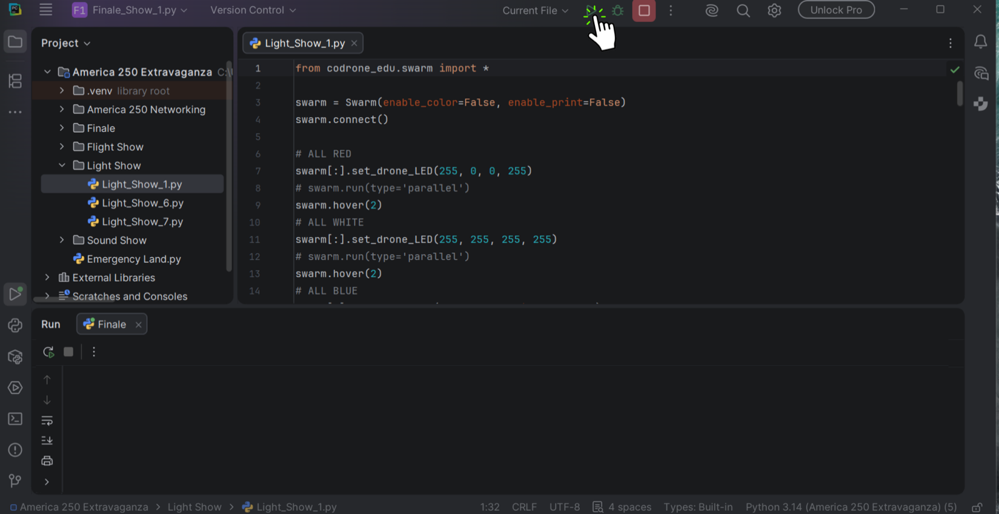 PC F1 Finale_Show_1.py Version Control Current File Unlock Pro
Project
Light_Show_1.py
America 250 Extravaganza C:\
.venv library root
America 250 Networking
Finale
Flight Show
Light Show
Light_Show_1.py
Light_Show_6.py
Light_Show_7.py
Sound Show
Emergency Land.py
External Libraries
Scratches and Consoles
1 from codrone_edu.swarm import *
2
3 swarm = Swarm(enable_color=False, enable_print=False)
4 swarm.connect()
5
6 # ALL RED
7 swarm[:].set_drone_LED(255, 0, 0, 255)
8 # swarm.run(type='parallel')
9 swarm.hover(2)
10 # ALL WHITE
11 swarm[:].set_drone_LED(255, 255, 255, 255)
12 # swarm.run(type='parallel')
13 swarm.hover(2)
14 # ALL BLUE
Run Finale
America 250 Extravaganza > Light Show > Light_Show_1.py 1:32 CRLF UTF-8 4 spaces Types: Built-in Python 3.14 (America 250 Extravaganza) (5)